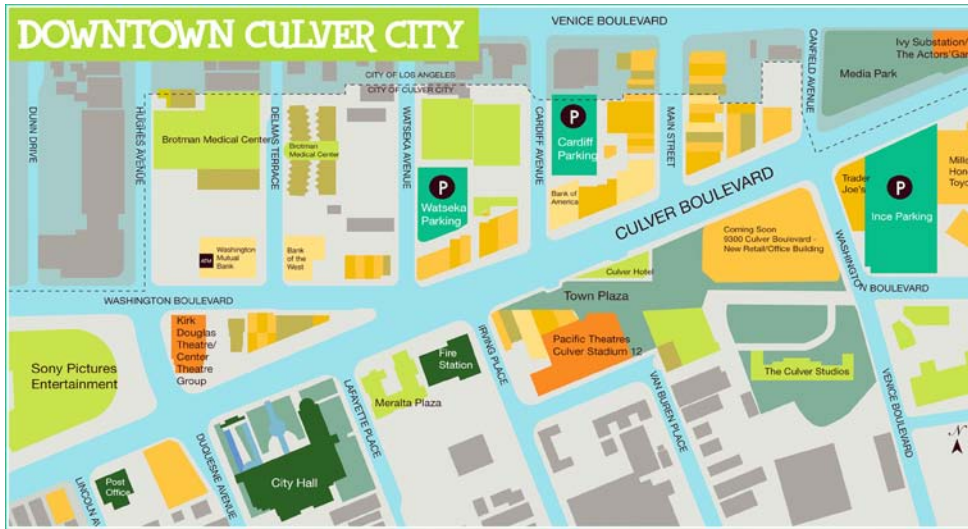 DOWNTOWN CULVER CITY
VENICE BOULEVARD
CANFIELD AVENUE
Ivy Substation/
The Actors' Gan
Media Park
CITY OF LOS ANGELES
CITY OF CULVER CITY
DUNN DRIVE
HUGHES AVENUE
DELMAS TERRACE
WATSEKA AVENUE
CARDIFF AVENUE
MAIN STREET
Brotman Medical Center
Brotman
Medical Center
P
Cardiff
Parking
P
Watseka
Parking
Bank of
America
CULVER BOULEVARD
Trader
Joe's
P
Ince Parking
Hon
Toyo
Washington
Mutual
Bank
ATM
Bank
of the
West
Coming Soon
9300 Culver Boulevard -
New Retail/Office Building
Culver Hotel
WASHINGTON BOULEVARD
WASHINGTON BOULEVARD
Town Plaza
Kirk
Douglas
Theatre/
Center
Theatre
Group
Sony Pictures
Entertainment
Fire
Station
IRVING PLACE
Pacific Theatres
Culver Stadium 12
The Culver Studios
Meralta Plaza
LAFAYETTE PLACE
VAN BUREN PLACE
VENICE BOULEVARD
DUQUESNE AVENUE
City Hall
Post
Office
LINCOLN AV
N